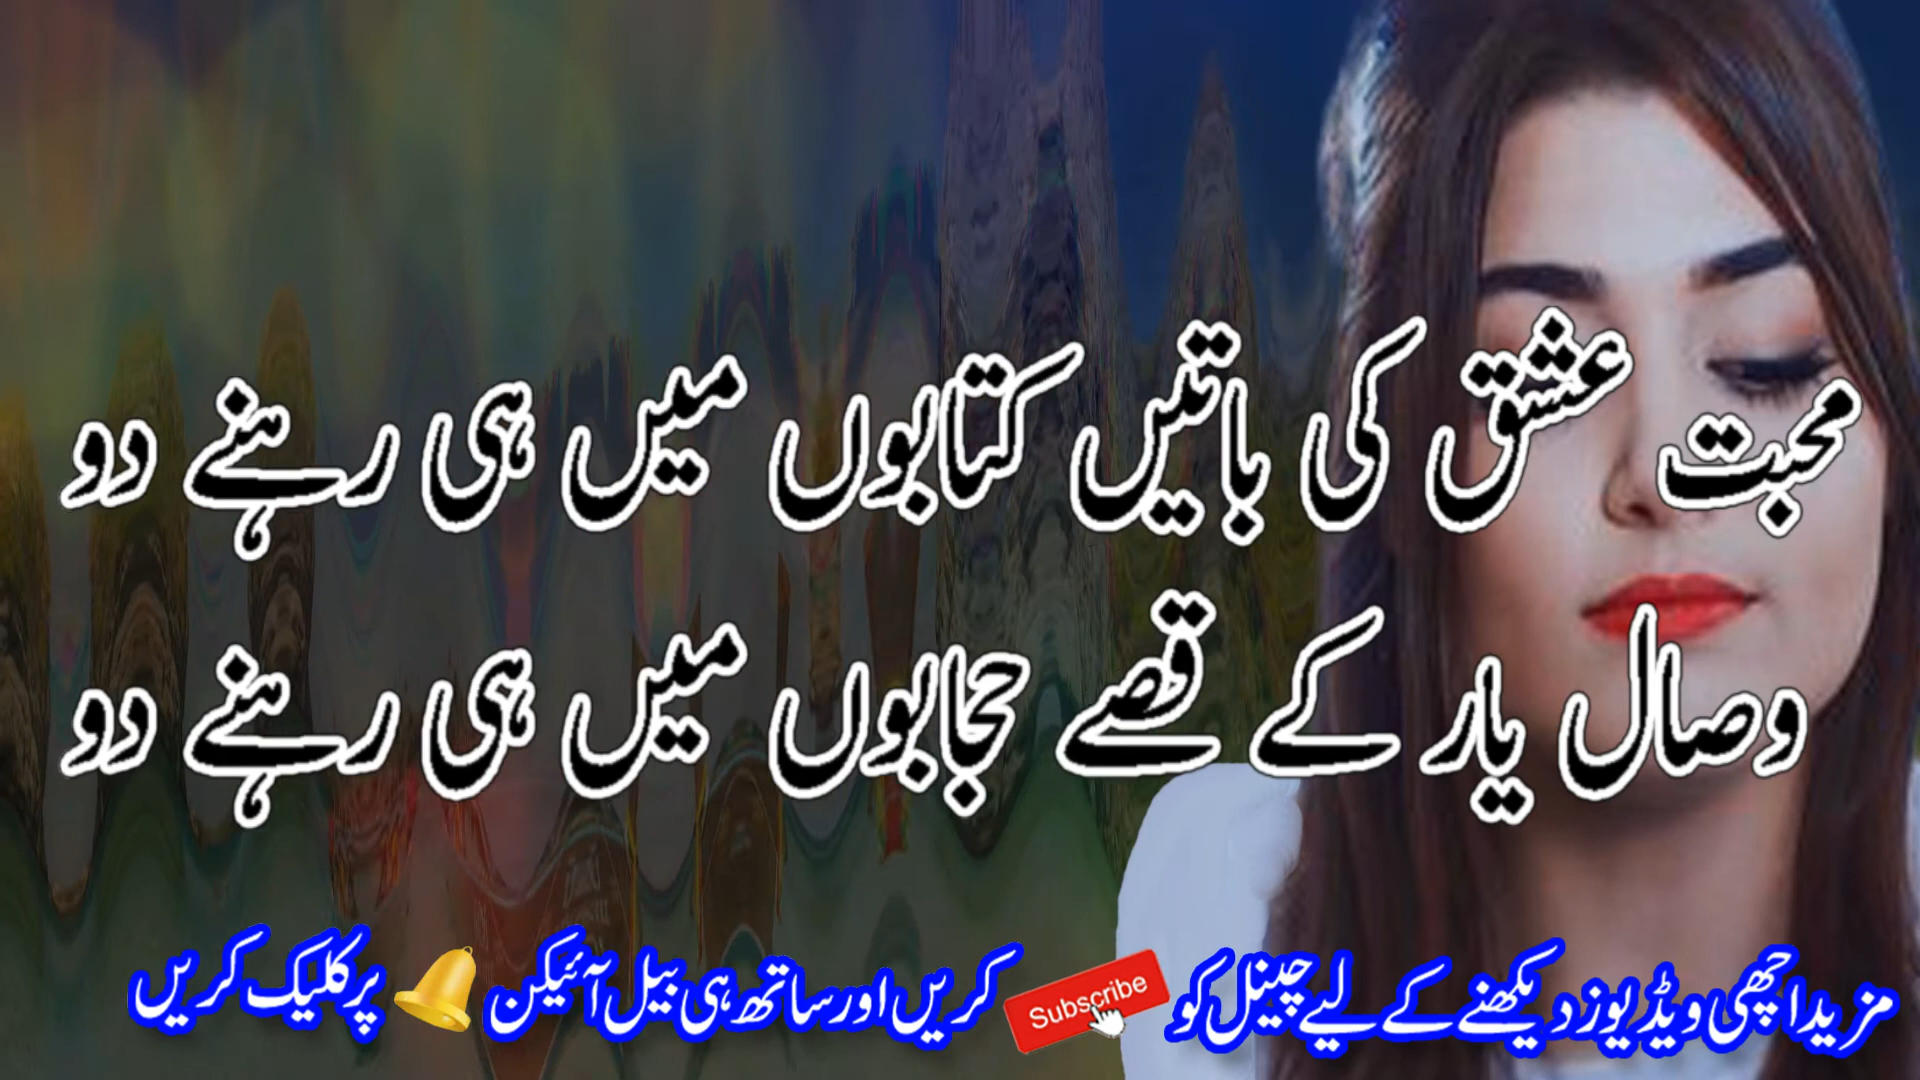 محبت عشق کی باتیں کتابوں میں ہی رہنے دو
وصال یار کے قصے حجابوں میں ہی رہنے دو
مزید اچھی ویڈیوز دیکھنے کے لیے چینل کو Subscribe کریں اور ساتھ ہی بیل آئیکن پر کلیک کریں